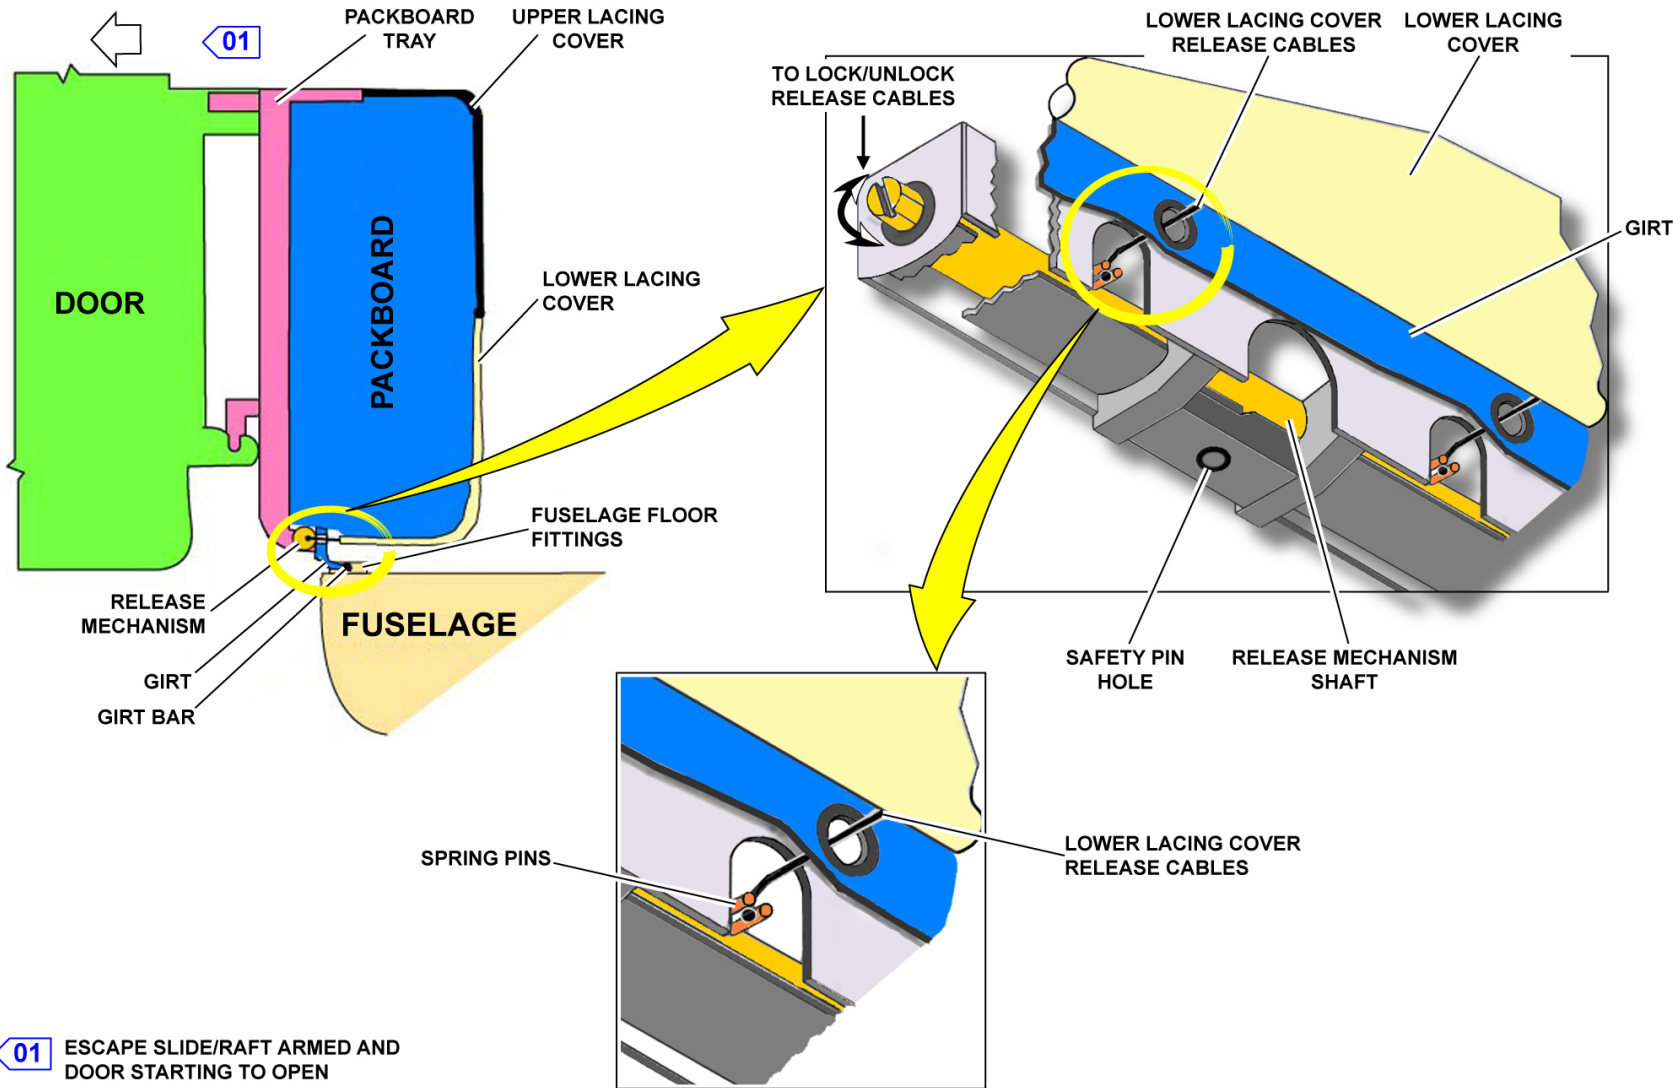 01
PACKBOARD
TRAY
UPPER LACING
COVER
LOWER LACING COVER
RELEASE CABLES
LOWER LACING
COVER
TO LOCK/UNLOCK
RELEASE CABLES
GIRT
DOOR
PACKBOARD
LOWER LACING
COVER
FUSELAGE FLOOR
FITTINGS
RELEASE
MECHANISM
FUSELAGE
GIRT
GIRT BAR
SAFETY PIN
HOLE
RELEASE MECHANISM
SHAFT
SPRING PINS
LOWER LACING COVER
RELEASE CABLES
01
ESCAPE SLIDE/RAFT ARMED AND
DOOR STARTING TO OPEN